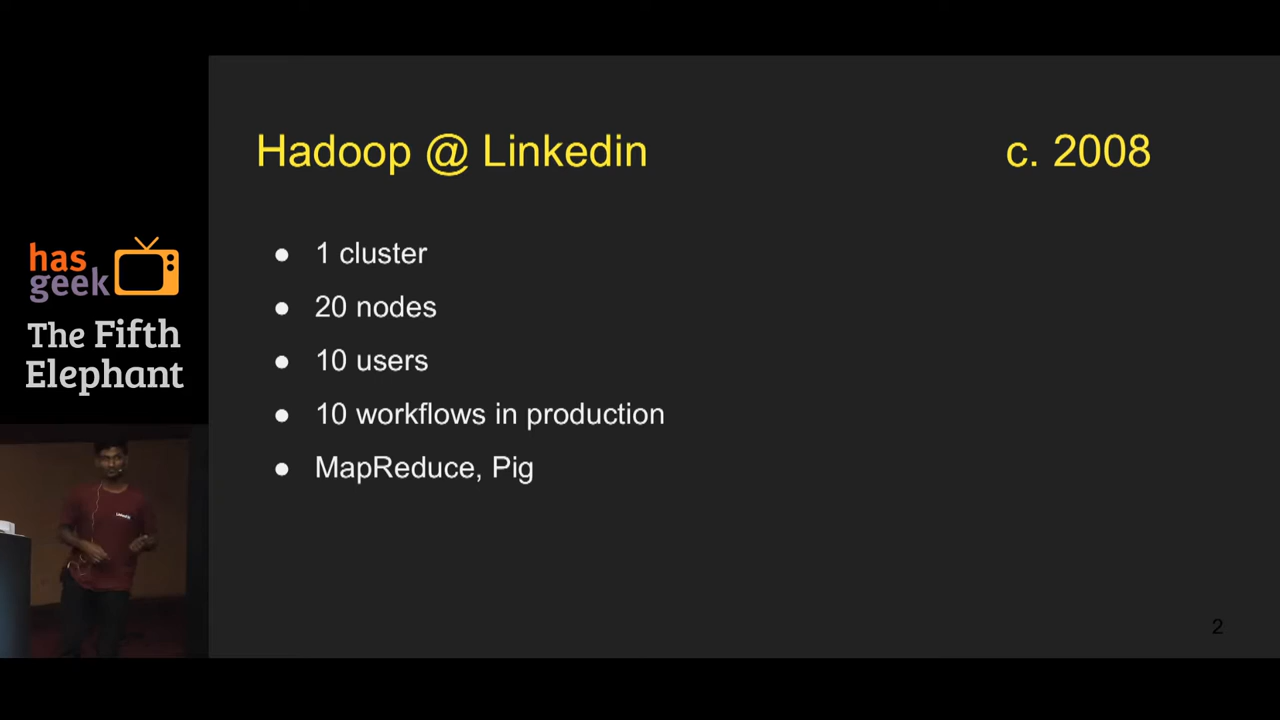 Hadoop @ Linkedin c. 2008
● 1 cluster
● 20 nodes
● 10 users
● 10 workflows in production
● MapReduce, Pig
has
geek
The Fifth
Elephant
2